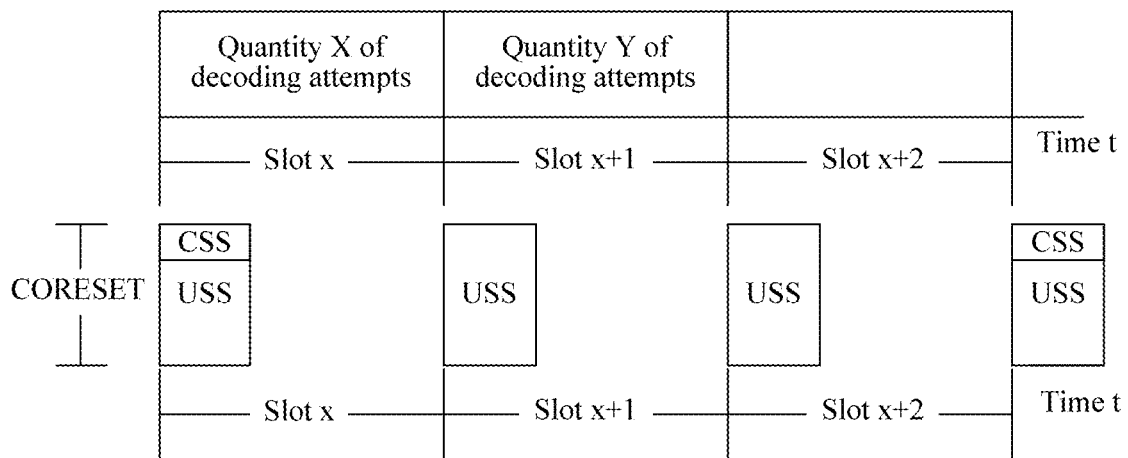 Quantity X of
decoding attempts
Quantity Y of
decoding attempts
Time t
Slot x
Slot x+1
Slot x+2
CORESET
CSS
USS
USS
USS
CSS
USS
Time t
Slot x
Slot x+1
Slot x+2